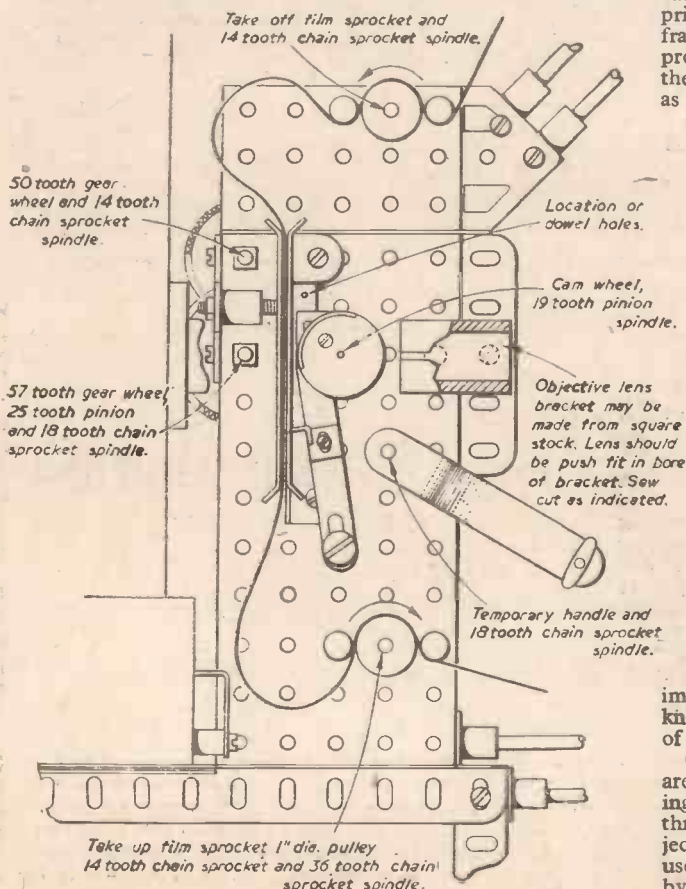 Take off film sprocket and
14 tooth chain sprocket spindle.
50 tooth gear
wheel and 14 tooth
chain sprocket
spindle.
Location or
dowel holes.
Cam wheel,
19 tooth pinion
spindle.
57 tooth gear wheel
25 tooth pinion
and 18 tooth chain
sprocket spindle.
Objective lens
bracket may be
made from square
stock. Lens should
be push fit in bore
of bracket. Saw
cut as indicated.
Temporary handle and
18 tooth chain sprocket
spindle.
Take up film sprocket 1" dia. pulley
14 tooth chain sprocket and 36 tooth chain
sprocket spindle.
pri
fra
pro
the
as
im
kn
of
are
ing
thr
jec
use
by